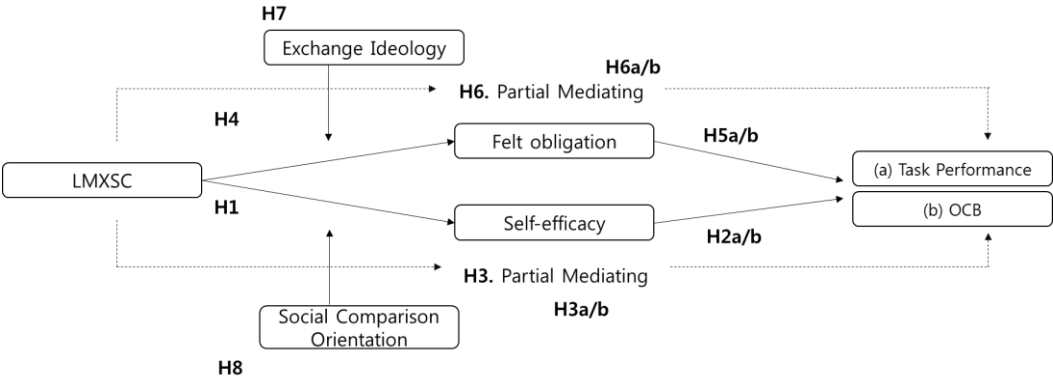 H7
Exchange Ideology
H6a/b
H6. Partial Mediating
H4
Felt obligation
H5a/b
LMXSC
(a) Task Performance
H1
(b) OCB
Self-efficacy
H2a/b
H3. Partial Mediating
H3a/b
Social Comparison
Orientation
H8